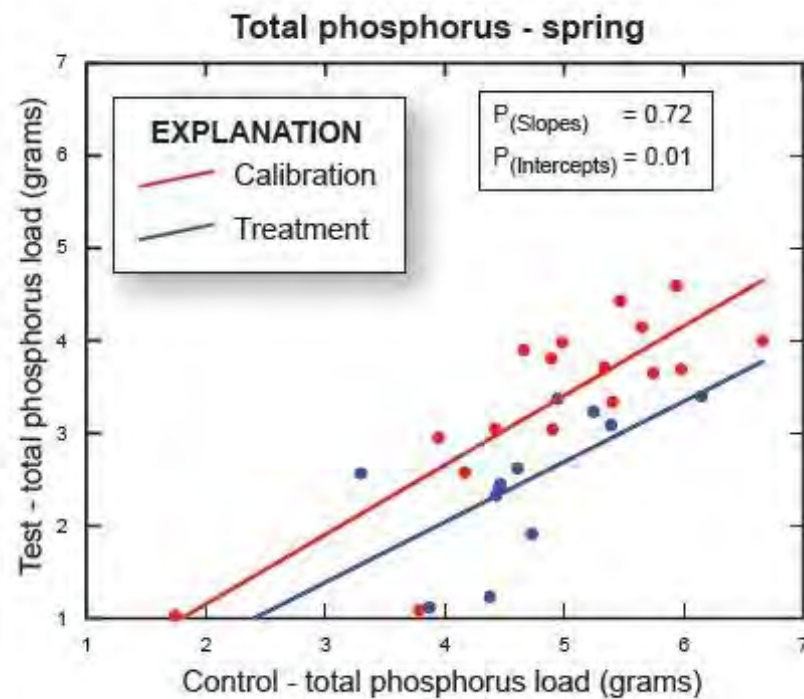 Total phosphorus - spring
7
6
5
4
3
2
1
Test - total phosphorus load (grams)
EXPLANATION
Calibration
Treatment
P(Slopes) = 0.72
P(Intercepts) = 0.01
1 2 3 4 5 6 7
Control - total phosphorus load (grams)